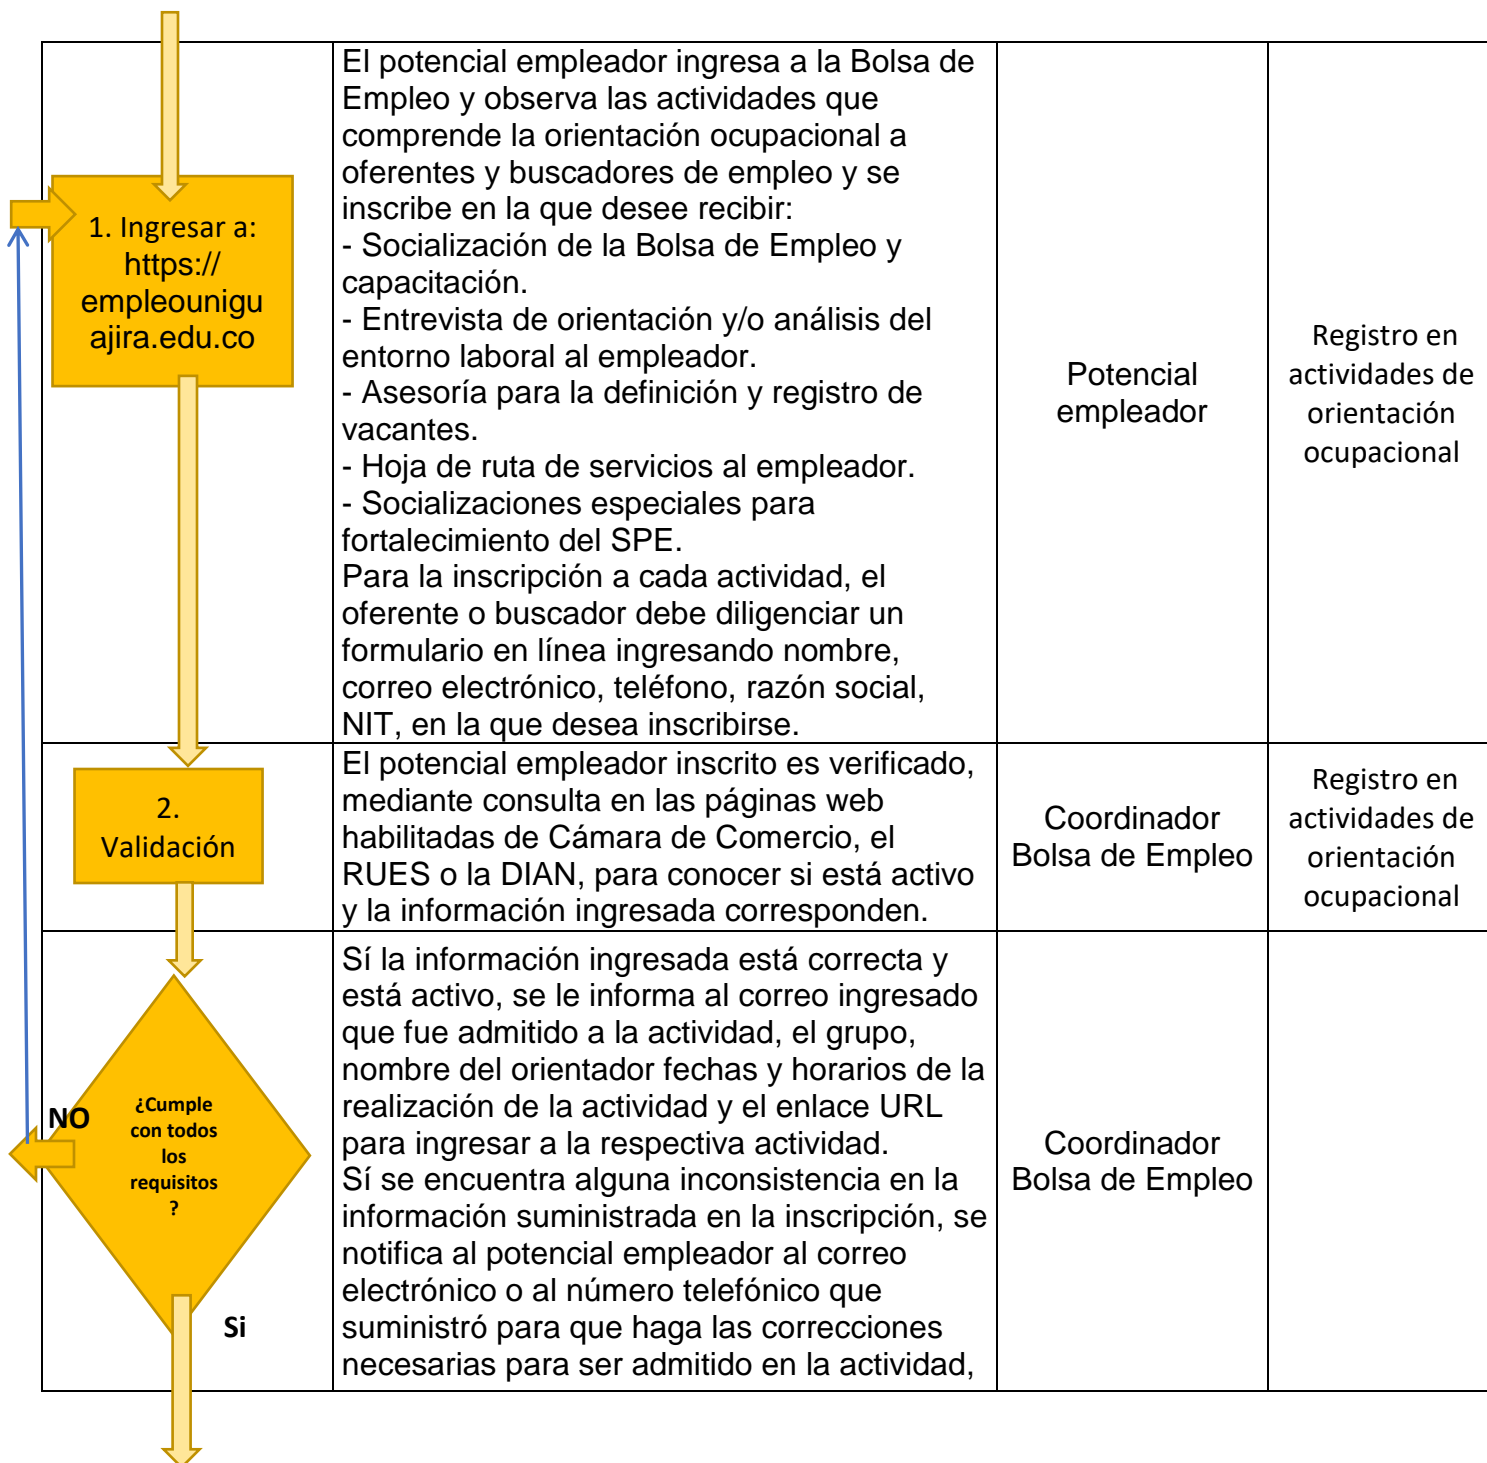 1. Ingresar a:
https://
empleounigu
ajira.edu.co
El potencial empleador ingresa a la Bolsa de
Empleo y observa las actividades que
comprende la orientación ocupacional a
oferentes y buscadores de empleo y se
inscribe en la que desee recibir:
- Socialización de la Bolsa de Empleo y
capacitación.
- Entrevista de orientación y/o análisis del
entorno laboral al empleador.
- Asesoría para la definición y registro de
vacantes.
- Hoja de ruta de servicios al empleador.
- Socializaciones especiales para
fortalecimiento del SPE.
Para la inscripción a cada actividad, el
oferente o buscador debe diligenciar un
formulario en línea ingresando nombre,
correo electrónico, teléfono, razón social,
NIT, en la que desea inscribirse.
Potencial
empleador
Registro en
actividades de
orientación
ocupacional
2.
Validación
El potencial empleador inscrito es verificado,
mediante consulta en las páginas web
habilitadas de Cámara de Comercio, el
RUES o la DIAN, para conocer si está activo
y la información ingresada corresponden.
Coordinador
Bolsa de Empleo
Registro en
actividades de
orientación
ocupacional
NO
¿Cumple
con todos
los
requisitos
?
Si
Sí la información ingresada está correcta y
está activo, se le informa al correo ingresado
que fue admitido a la actividad, el grupo,
nombre del orientador fechas y horarios de la
realización de la actividad y el enlace URL
para ingresar a la respectiva actividad.
Sí se encuentra alguna inconsistencia en la
información suministrada en la inscripción, se
notifica al potencial empleador al correo
electrónico o al número telefónico que
suministró para que haga las correcciones
necesarias para ser admitido en la actividad,
Coordinador
Bolsa de Empleo